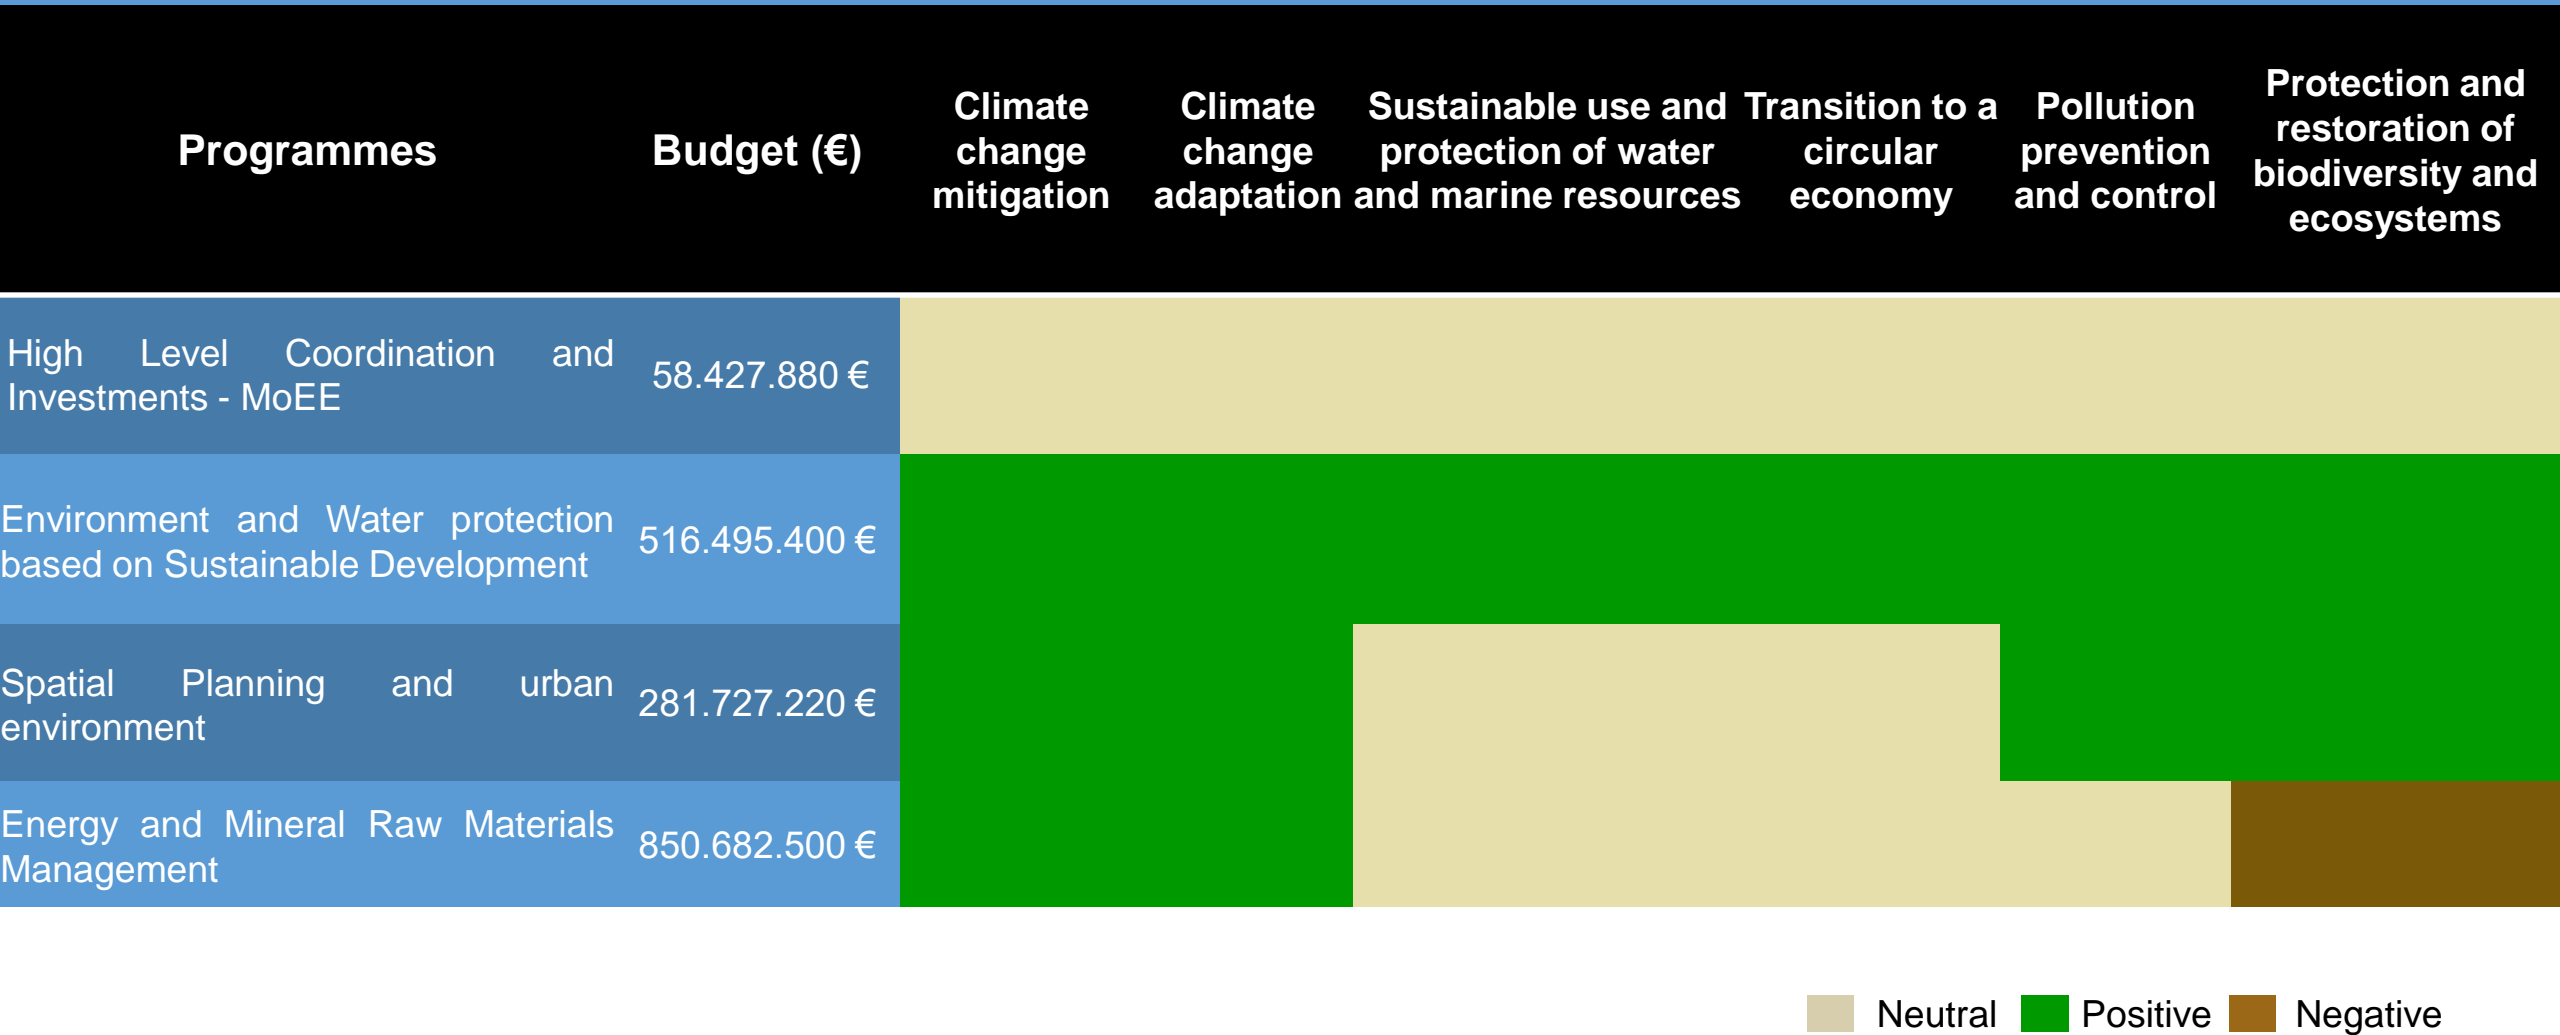 Programmes
Budget (€)
Climate
change
mitigation
Climate
change
adaptation
Sustainable use and
protection of water
and marine resources
Transition to a
circular
economy
Pollution
prevention
and control
Protection and
restoration of
biodiversity and
ecosystems
High Level Coordination and
Investments - MoEE
58.427.880 €
Environment and Water protection
based on Sustainable Development
516.495.400 €
Spatial Planning and urban
environment
281.727.220 €
Energy and Mineral Raw Materials
Management
850.682.500 €
Neutral
Positive
Negative